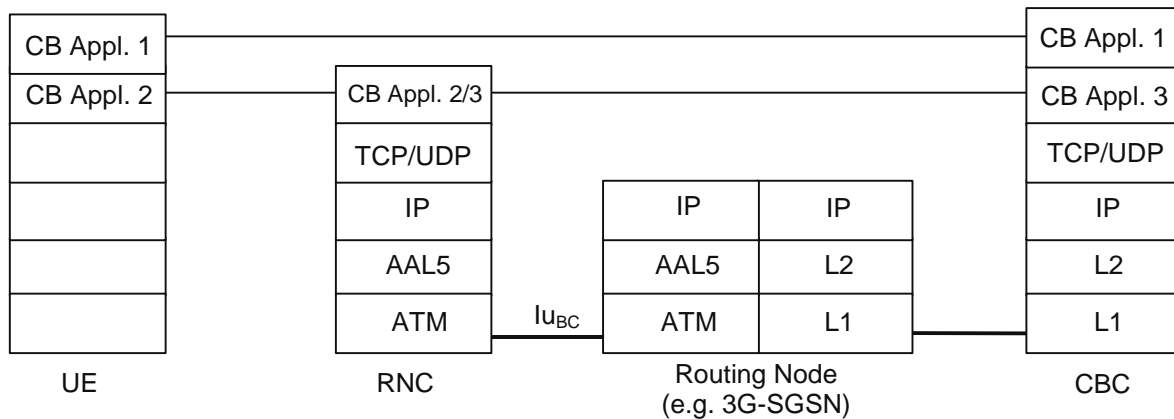 CB Appl. 1
CB Appl. 1
CB Appl. 2
CB Appl. 2/3
CB Appl. 3
TCP/UDP
TCP/UDP
IP
IP
IP
IP
AAL5
AAL5
L2
L2
ATM
IuBC
ATM
L1
L1
UE
RNC
Routing Node
(e.g. 3G-SGSN)
CBC